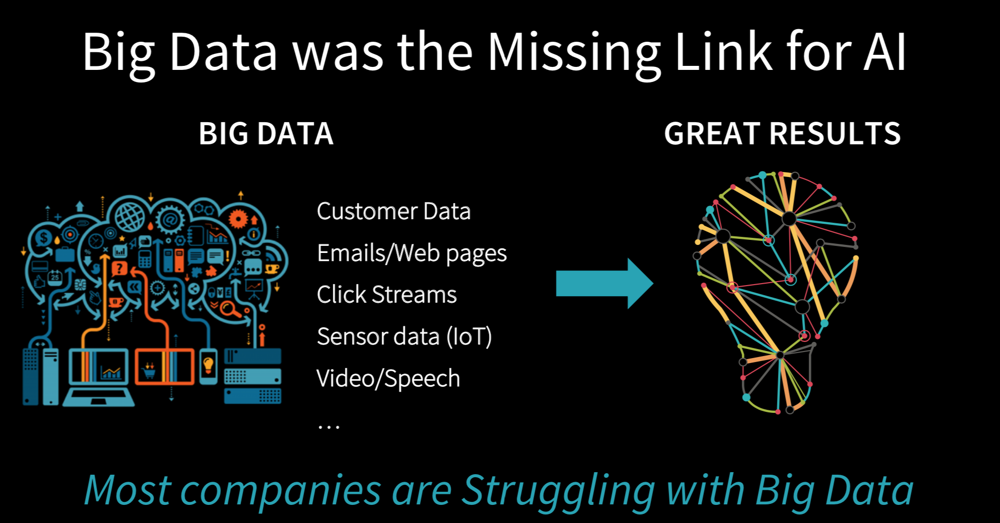 Big Data was the Missing Link for AI
BIG DATA
GREAT RESULTS
Customer Data
Emails/Web pages
Click Streams
Sensor data (IoT)
Video/Speech
...
25
Most companies are Struggling with Big Data